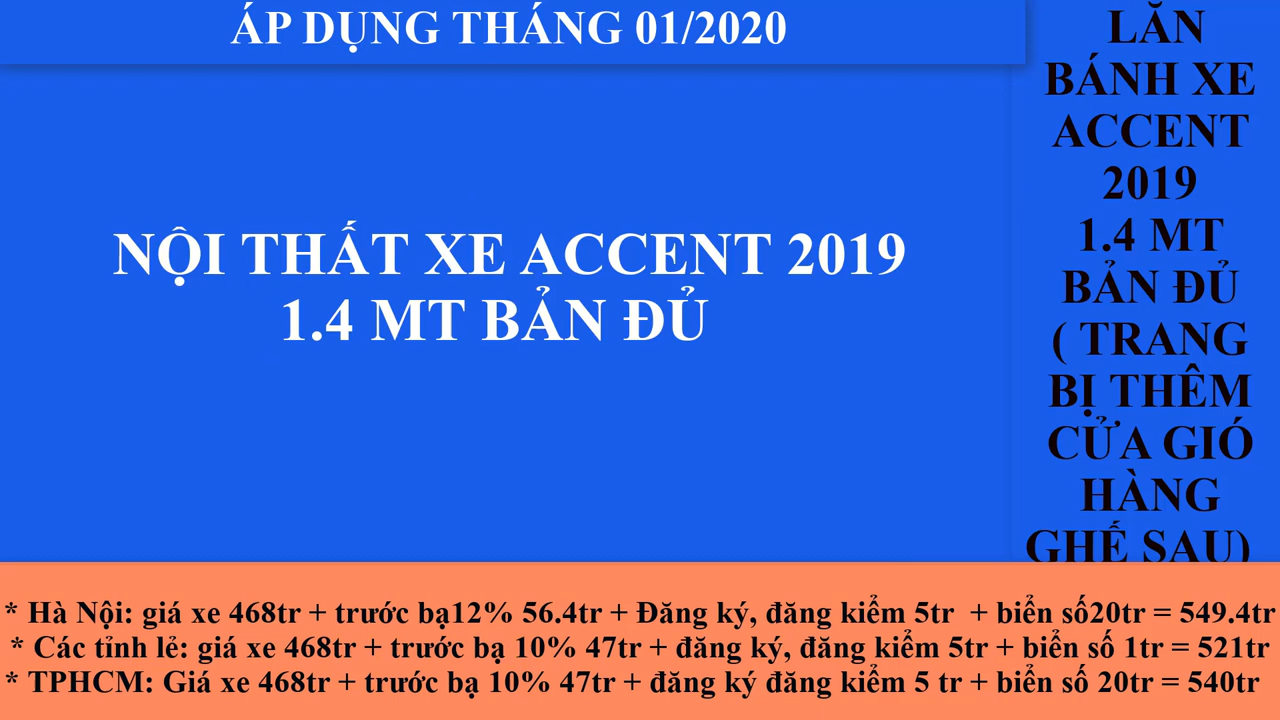 ÁP DỤNG THÁNG 01/2020
NỘI THẤT XE ACCENT 2019
1.4 MT BẢN ĐỦ
LĂN
BÁNH XE
ACCENT
2019
1.4 MT
BẢN ĐỦ
( TRANG
BỊ THÊM
CỬA GIÓ
HÀNG
GHẾ SAU)
* Hà Nội: giá xe 468tr + trước bạ12% 56.4tr + Đăng ký, đăng kiểm 5tr + biển số20tr = 549.4tr
* Các tỉnh lẻ: giá xe 468tr + trước bạ 10% 47tr + đăng ký, đăng kiểm 5tr + biển số 1tr = 521tr
* TPHCM: Giá xe 468tr + trước bạ 10% 47tr + đăng ký đăng kiểm 5 tr + biển số 20tr = 540tr